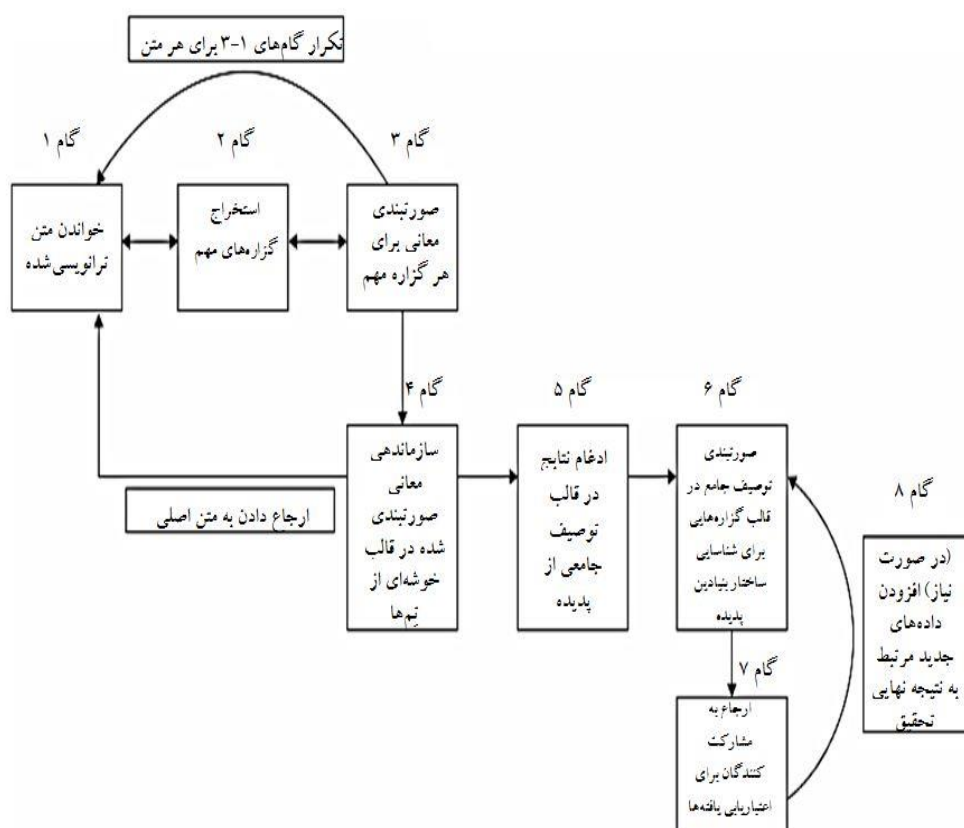 تکرار گام‌های ۱-۳ برای هر متن
گام ۱
گام ۲
گام ۳
خواندن متن
ترانویسی‌شده
استخراج
گزاره‌های مهم
صورتبندی
معانی برای
هر گزاره مهم
گام ۴
گام ۵
گام ۶
سازماندهی
معانی
صورتبندی
شده در قالب
خوشه‌ای از
تِم‌ها
ادغام نتایج
در قالب
توصیف
جامعی از
پدیده
صورتبندی
توصیف جامع در
قالب گزاره‌هایی
برای شناسایی
ساختار بنیادین
پدیده
ارجاع دادن به متن اصلی
گام ۷
ارجاع به
مشارکت
کنندگان برای
اعتباریابی یافته‌ها
گام ۸
(در صورت
نیاز) افزودن
داده‌های
جدید مرتبط
به نتیجه نهایی
تحقیق